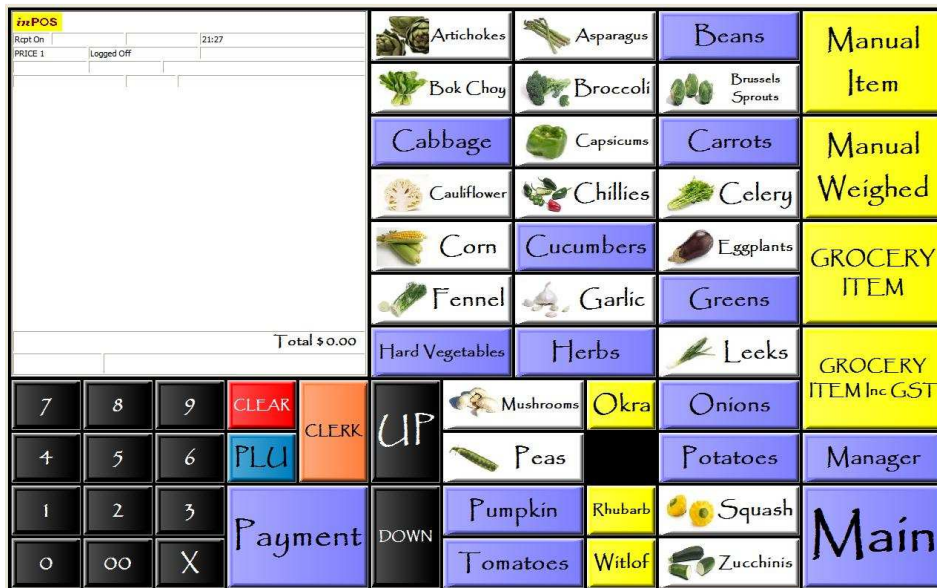 inPOS
Rcpt On 21:27
PRICE 1 Logged Off
Total $0.00
Artichokes
Asparagus
Beans
Manual
Item
Bok Choy
Broccoli
Brussels
Sprouts
Cabbage
Capsicums
Carrots
Manual
Weighed
Cauliflower
Chillies
Celery
Corn
Cucumbers
Eggplants
GROCERY
ITEM
Fennel
Garlic
Greens
Hard Vegetables
Herbs
Leeks
GROCERY
ITEM Inc GST
7
8
9
CLEAR
CLERK
UP
Mushrooms
Okra
Onions
4
5
6
PLU
Peas
Potatoes
Manager
1
2
3
Payment
DOWN
Pumpkin
Rhubarb
Squash
Main
0
00
X
Tomatoes
Witlof
Zucchinis